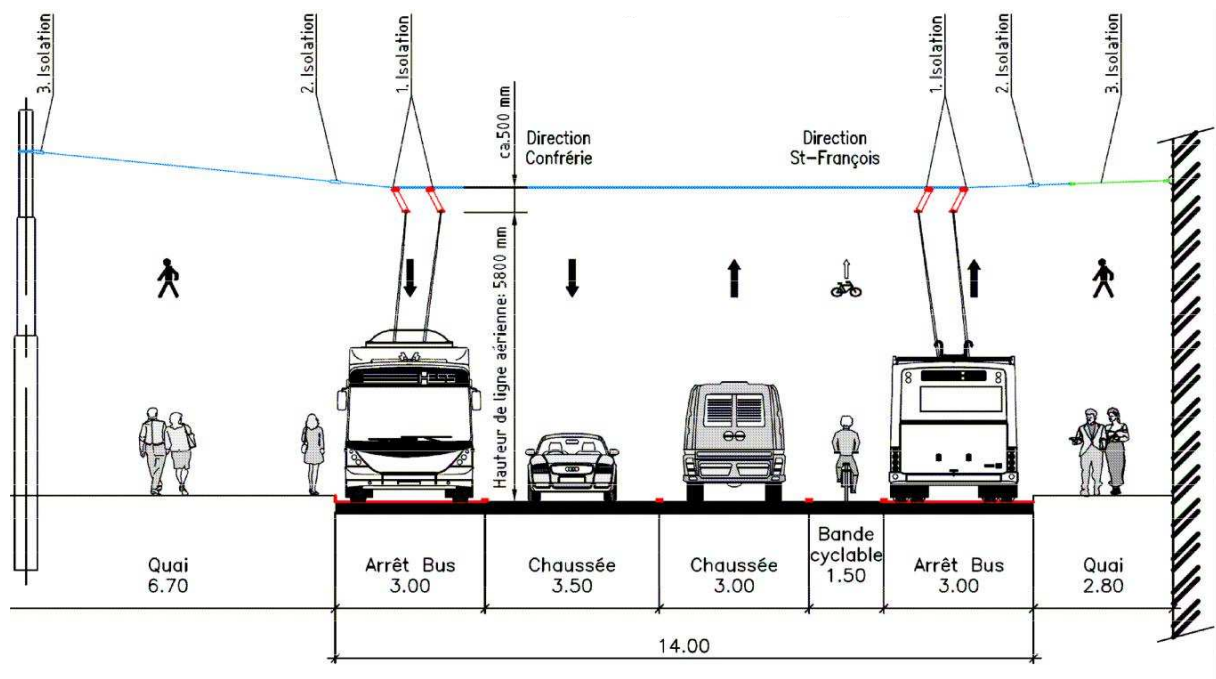 3. Isolation
2. Isolation
1. Isolation
ca.500 mm
Direction
Confrérie
Direction
St-François
1. Isolation
2. Isolation
3. Isolation
Hauteur de ligne aérienne: 5800 mm
HESS
Quai
6.70
Arrêt Bus
3.00
Chaussée
3.50
Chaussée
3.00
Bande
cyclable
1.50
Arrêt Bus
3.00
Quai
2.80
14.00